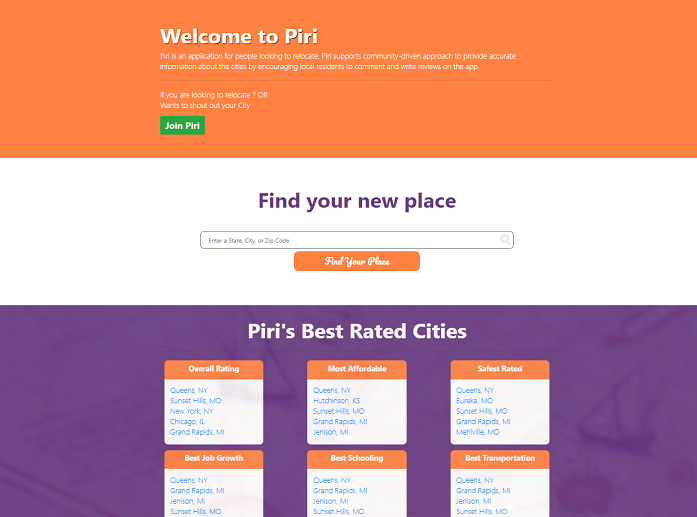 Welcome to Piri
Piri is an application for people looking to relocate. Piri supports community-driven approach to provide accurate
information about the cities by encouraging local residents to comment and write reviews on the app.
If you are looking to relocate ? OR
Wants to shout out your City
Join Piri
Find your new place
Enter a State, City, or Zip Code
Find Your Place
Piri's Best Rated Cities
Overall Rating
Queens, NY
Sunset Hills, MO
New York, NY
Chicago, IL
Grand Rapids, MI
Most Affordable
Queens, NY
Hutchinson, KS
Sunset Hills, MO
Grand Rapids, MI
Jenison, MI
Safest Rated
Queens, NY
Eureka, MO
Sunset Hills, MO
Grand Rapids, MI
Mehlville, MO
Best Job Growth
Queens, NY
Grand Rapids, MI
Jenison, MI
Sunset Hills, MO
Best Schooling
Queens, NY
Grand Rapids, MI
Jenison, MI
Sunset Hills, MO
Best Transportation
Queens, NY
Grand Rapids, MI
Jenison, MI
Sunset Hills, MO